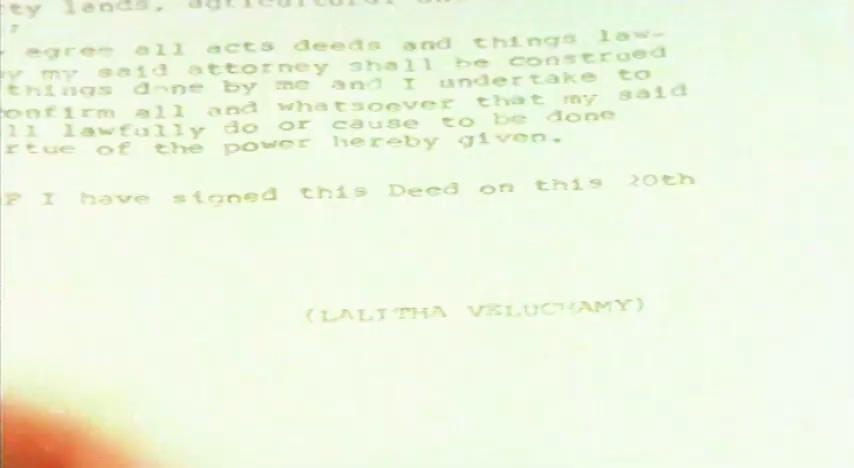 ty lands, agricultural
egree all acts deeds and things law-
y my said attorney shall be construed
things done by me and I undertake to
onfirm all and whatsoever that my said
ll lawfully do or cause to be done
rtue of the power hereby given.
I have signed this Deed on this 20th
(LALITHA VELUCHAMY)